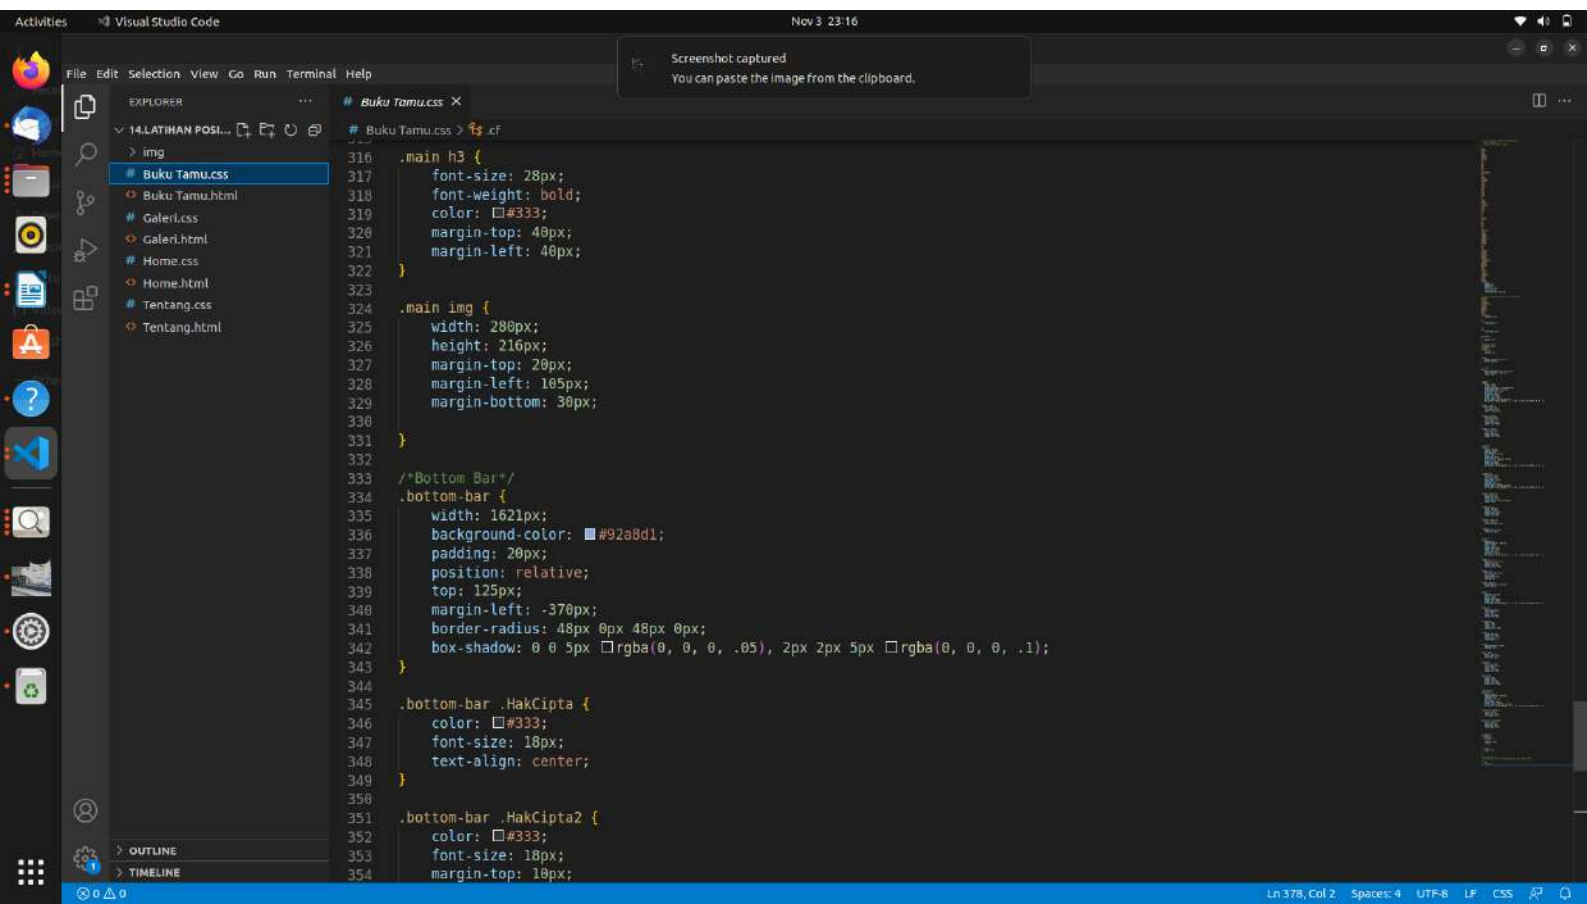 Activities Visual Studio Code Nov 3 23:16
Screenshot captured
You can paste the image from the clipboard.
File Edit Selection View Go Run Terminal Help
EXPLORER ···
# Buku Tamu.css ×
14.LATIHAN POSI...
# Buku Tamu.css > .cf
> img
# Buku Tamu.css
<> Buku Tamu.html
# Galeri.css
<> Galeri.html
# Home.css
<> Home.html
# Tentang.css
<> Tentang.html
316 .main h3 {
317 font-size: 28px;
318 font-weight: bold;
319 color: #333;
320 margin-top: 40px;
321 margin-left: 40px;
322 }
323
324 .main img {
325 width: 280px;
326 height: 216px;
327 margin-top: 20px;
328 margin-left: 105px;
329 margin-bottom: 30px;
330
331 }
332
333 /*Bottom Bar*/
334 .bottom-bar {
335 width: 1621px;
336 background-color: #92a8d1;
337 padding: 20px;
338 position: relative;
339 top: 125px;
340 margin-left: -370px;
341 border-radius: 48px 0px 48px 0px;
342 box-shadow: 0 0 5px rgba(0, 0, 0, .05), 2px 2px 5px rgba(0, 0, 0, .1);
343 }
344
345 .bottom-bar .HakCipta {
346 color: #333;
347 font-size: 18px;
348 text-align: center;
349 }
350
351 .bottom-bar .HakCipta2 {
352 color: #333;
353 font-size: 18px;
354 margin-top: 10px;
> OUTLINE
> TIMELINE
0 0
Ln 378, Col 2 Spaces: 4 UTF-8 LF CSS